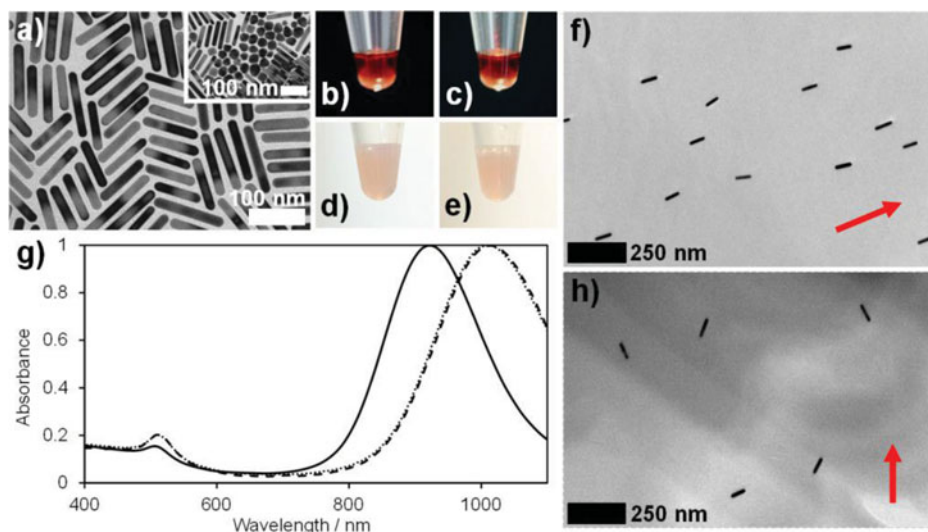 a)
100 nm
100 nm
b)
c)
d)
e)
f)
250 nm
g)
1
0.8
0.6
0.4
0.2
0
Absorbance
400
600
800
1000
Wavelength / nm
h)
250 nm